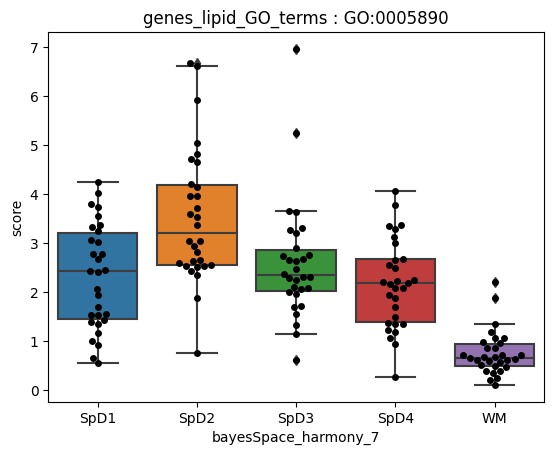 genes_lipid_GO_terms : GO:0005890
7
6
5
4
3
2
1
0
score
SpD1 SpD2 SpD3 SpD4 WM
bayesSpace_harmony_7